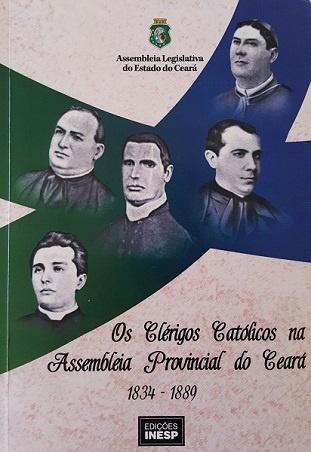 Assembleia Legislativa
do Estado do Ceará
Os Clérigos Católicos na
Assembleia Provincial do Ceará
1834 - 1889
EDIÇÕES
INESP